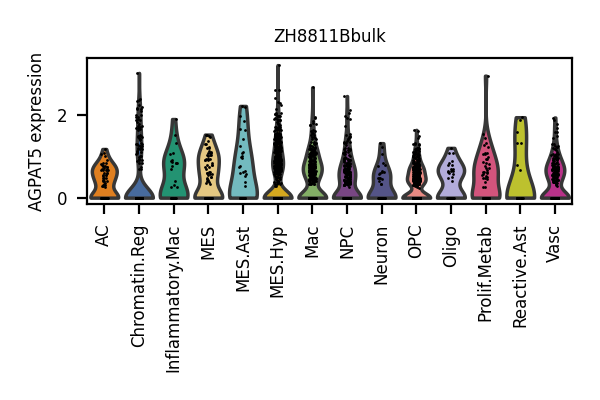 ZH8811Bbulk
AGPAT5 expression
2
0
AC
Chromatin.Reg
Inflammatory.Mac
MES
MES.Ast
MES.Hyp
Mac
NPC
Neuron
OPC
Oligo
Prolif.Metab
Reactive.Ast
Vasc